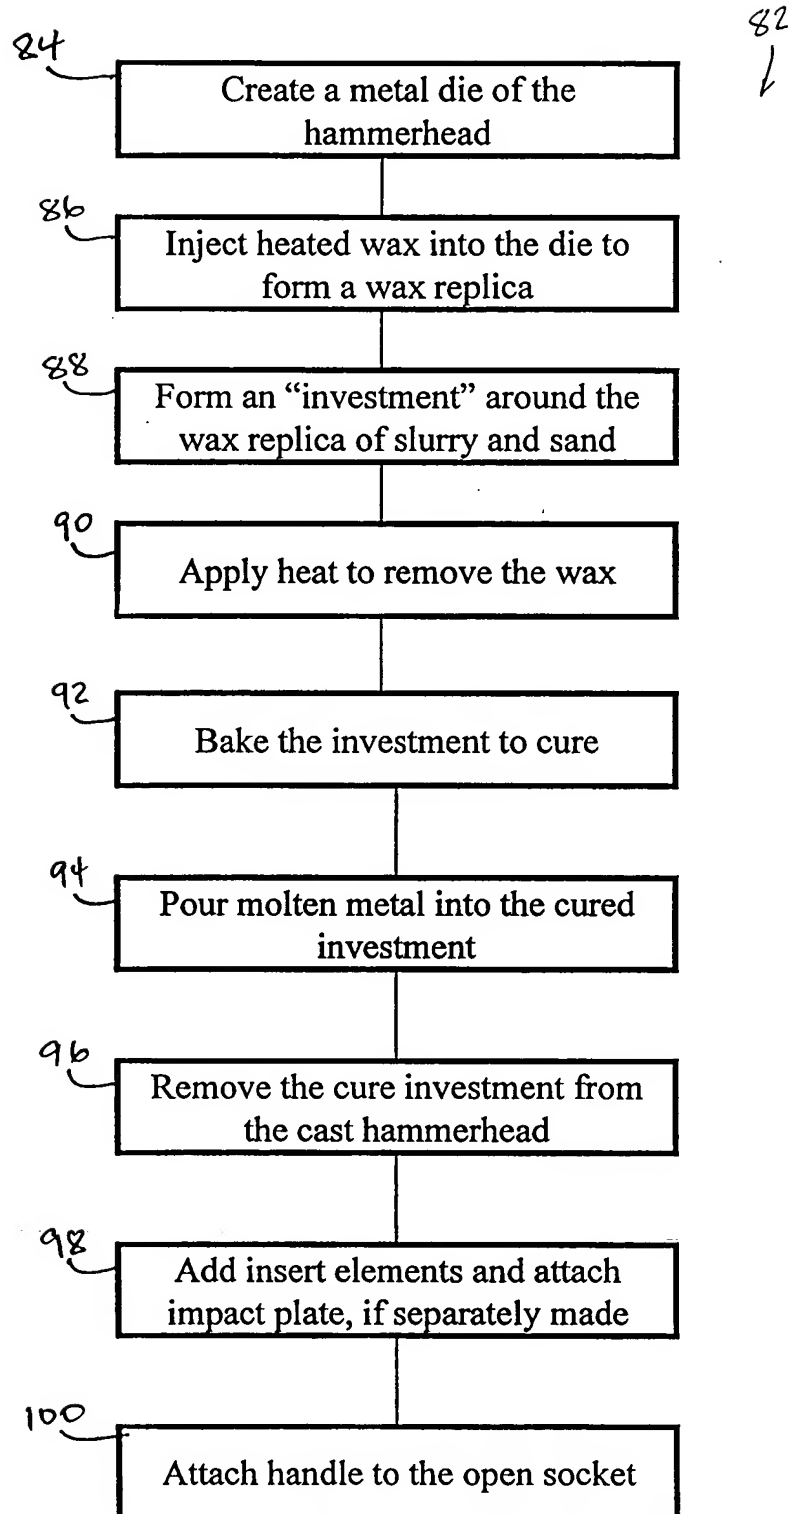 82
84
Create a metal die of the
hammerhead
86
Inject heated wax into the die to
form a wax replica
88
Form an “investment” around the
wax replica of slurry and sand
90
Apply heat to remove the wax
92
Bake the investment to cure
94
Pour molten metal into the cured
investment
96
Remove the cure investment from
the cast hammerhead
98
Add insert elements and attach
impact plate, if separately made
100
Attach handle to the open socket